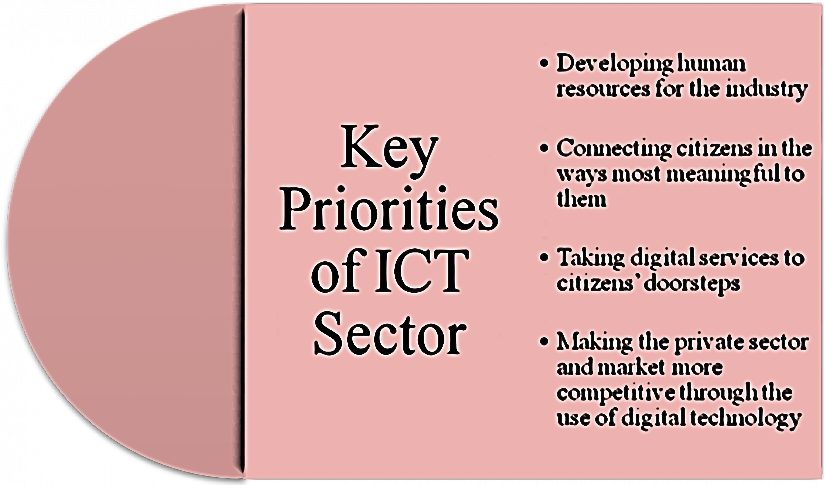 Key
Priorities
of ICT
Sector
• Developing human
resources for the industry
• Connecting citizens in the
ways most meaningful to
them
• Taking digital services to
citizens’ doorsteps
• Making the private sector
and market more
competitive through the
use of digital technology